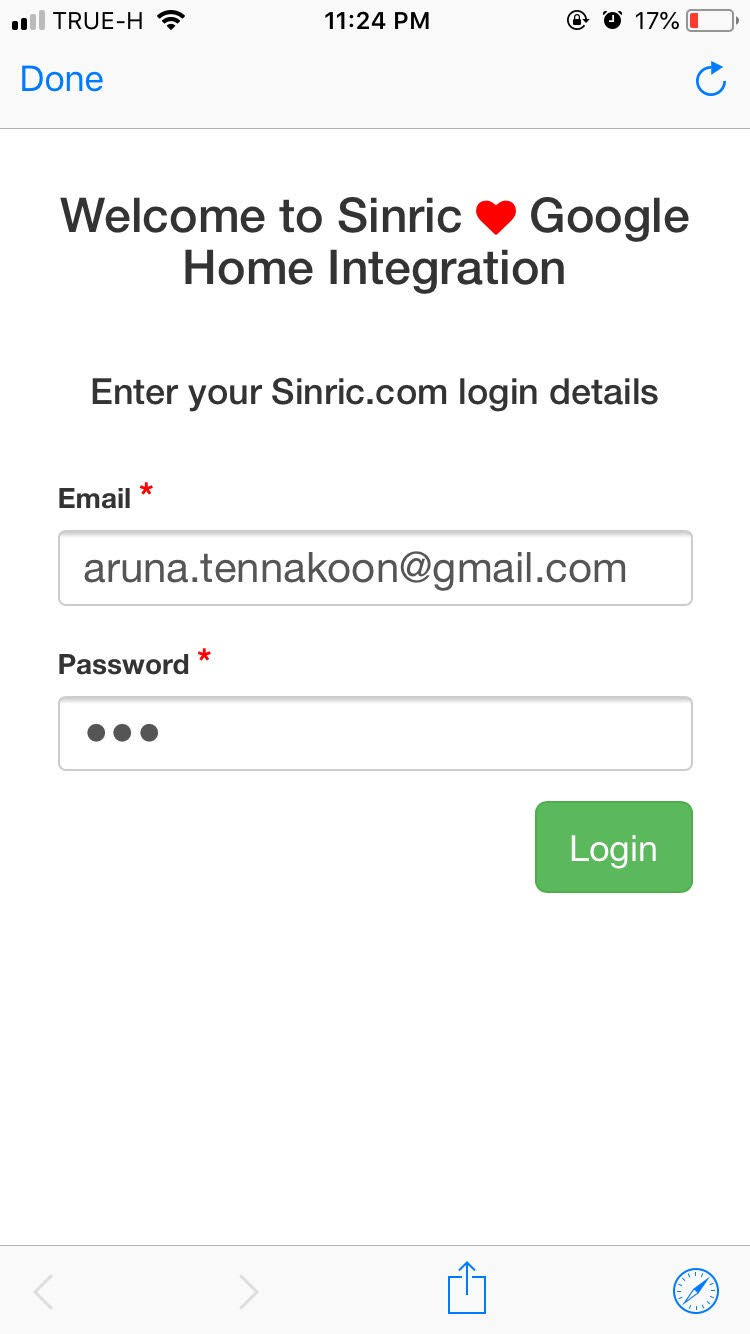 TRUE-H 11:24 PM 17%
Done
Welcome to Sinric ❤ Google
Home Integration
Enter your Sinric.com login details
Email *
aruna.tennakoon@gmail.com
Password *
●●●
Login